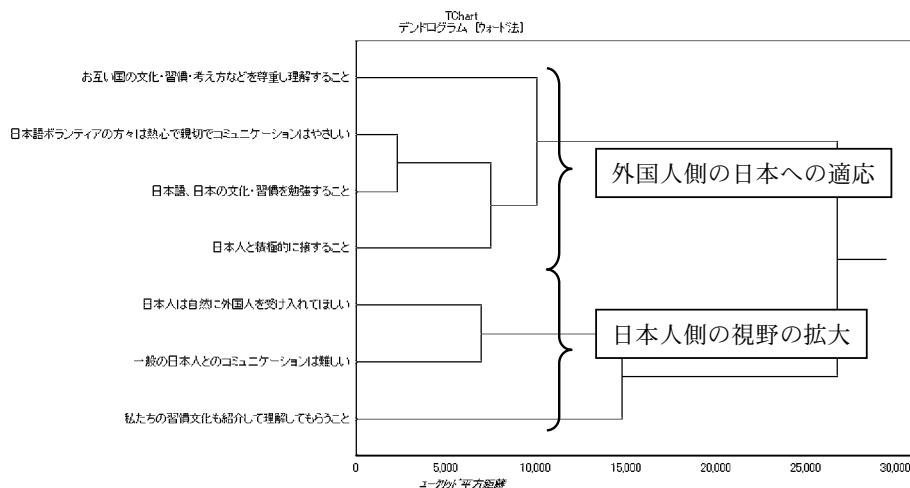 TChart
デンドログラム [ウォード法]
お互い国の文化・習慣・考え方などを尊重し理解すること
日本語ボランティアの方々は熱心で親切でコミュニケーションはやさしい
日本語、日本の文化・習慣を勉強すること
日本人と積極的に接すること
日本人は自然に外国人を受け入れてほしい
一般の日本人とのコミュニケーションは難しい
私たちの習慣文化も紹介して理解してもらうこと
外国人側の日本への適応
日本人側の視野の拡大
0 5,000 10,000 15,000 20,000 25,000 30,000
ユークリッド平方距離